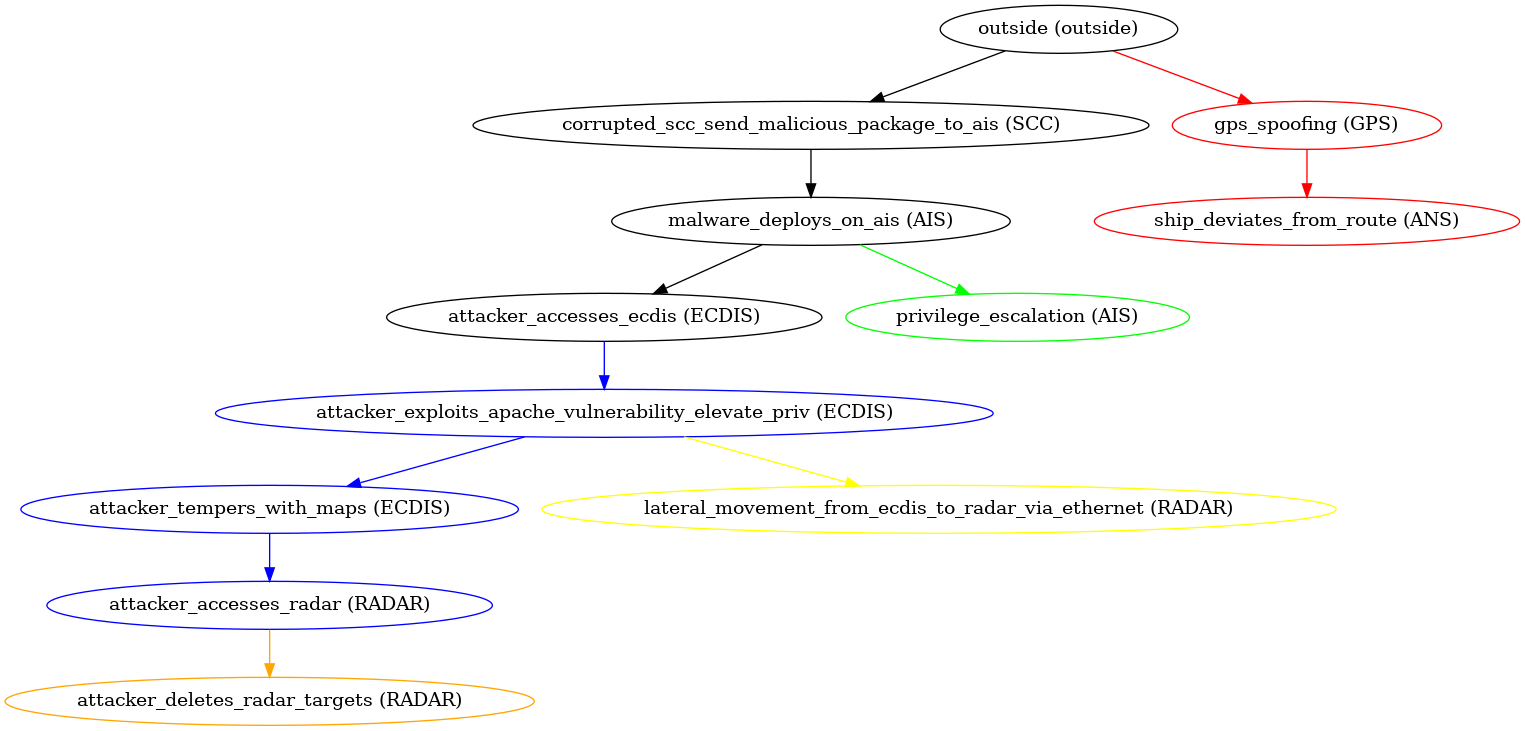 outside (outside)
corrupted_scc_send_malicious_package_to_ais (SCC)
gps_spoofing (GPS)
malware_deploys_on_ais (AIS)
ship_deviates_from_route (ANS)
attacker_accesses_ecdis (ECDIS)
privilege_escalation (AIS)
attacker_exploits_apache_vulnerability_elevate_priv (ECDIS)
attacker_tempers_with_maps (ECDIS)
lateral_movement_from_ecdis_to_radar_via_ethernet (RADAR)
attacker_accesses_radar (RADAR)
attacker_deletes_radar_targets (RADAR)